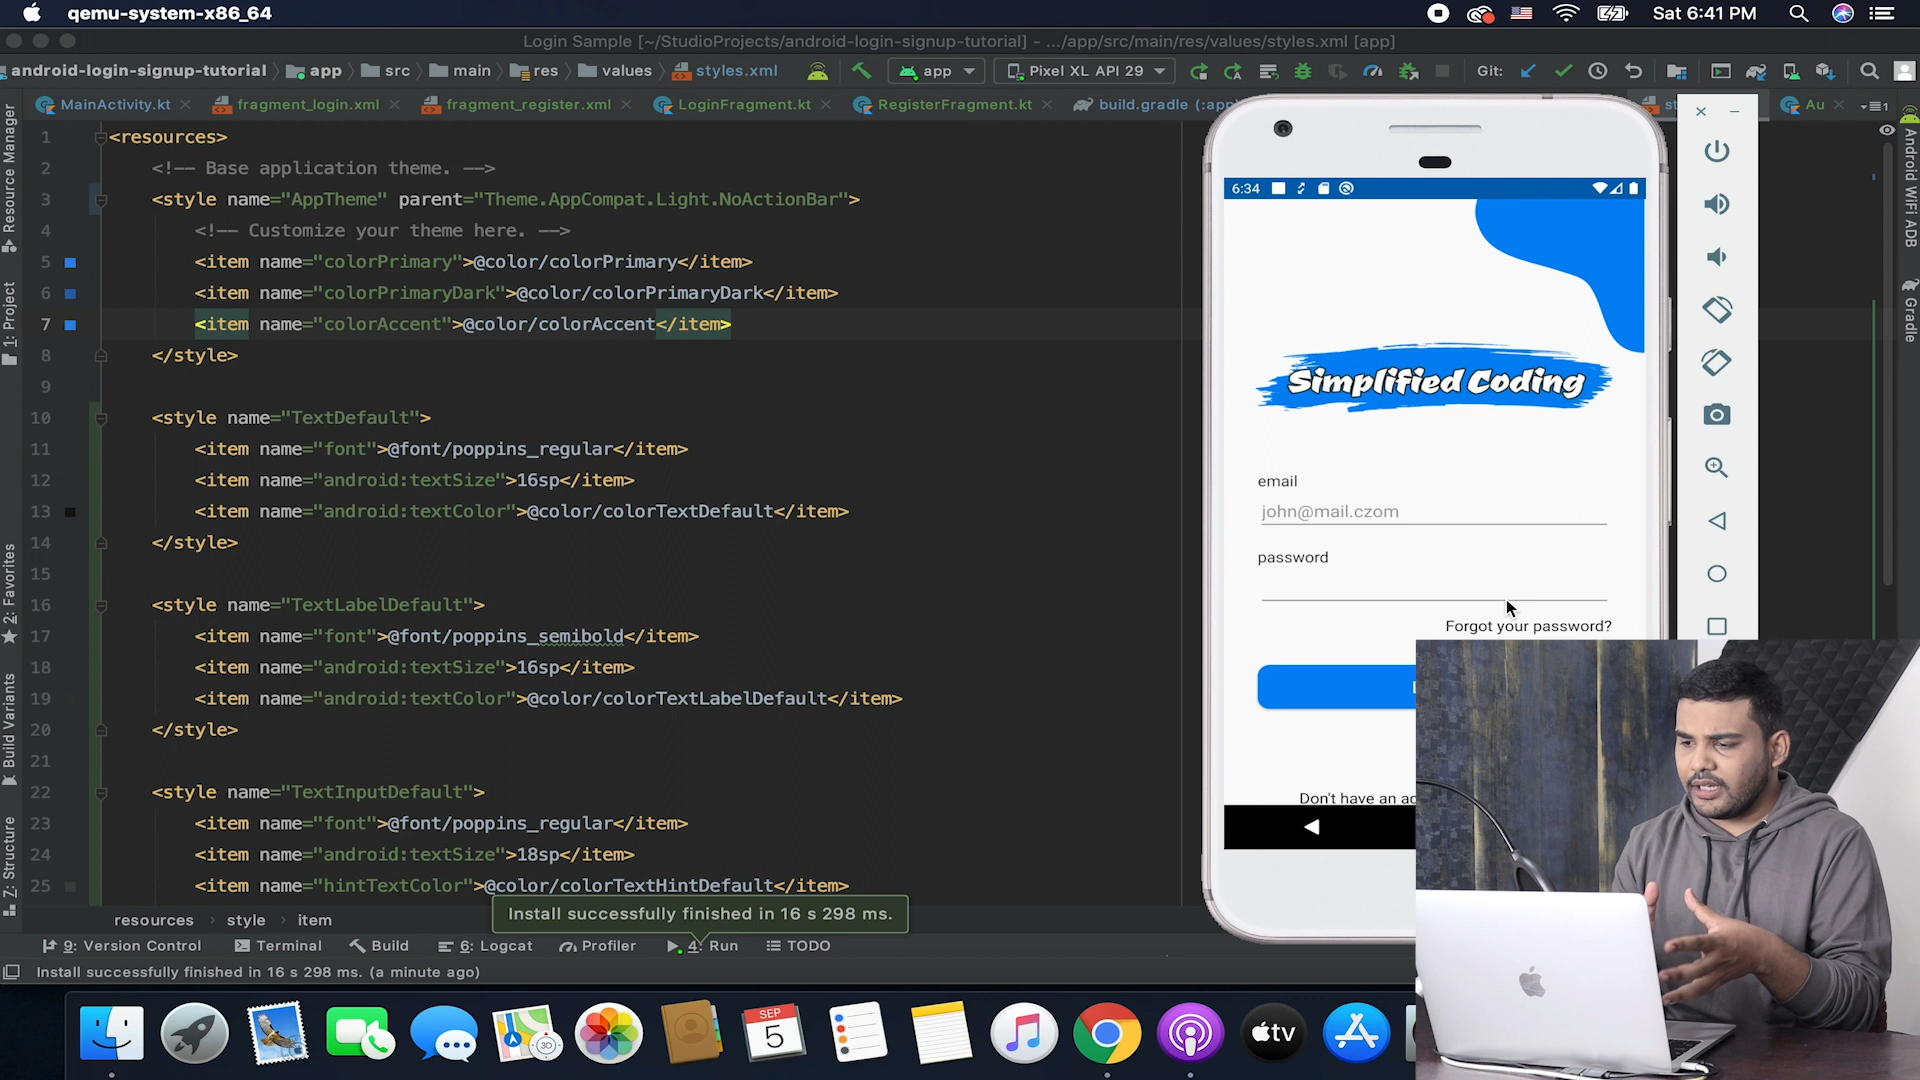 qemu-system-x86_64
Sat 6:41 PM
Login Sample [~/StudioProjects/android-login-signup-tutorial] - .../app/src/main/res/values/styles.xml [app]
android-login-signup-tutorial app src main res values styles.xml app Pixel XL API 29 Git:
MainActivity.kt fragment_login.xml fragment_register.xml LoginFragment.kt RegisterFragment.kt build.gradle (:app) st Au
1 <resources>
2 <!-- Base application theme. -->
3 <style name="AppTheme" parent="Theme.AppCompat.Light.NoActionBar">
4 <!-- Customize your theme here. -->
5 <item name="colorPrimary">@color/colorPrimary</item>
6 <item name="colorPrimaryDark">@color/colorPrimaryDark</item>
7 <item name="colorAccent">@color/colorAccent</item>
8 </style>
9
10 <style name="TextDefault">
11 <item name="font">@font/poppins_regular</item>
12 <item name="android:textSize">16sp</item>
13 <item name="android:textColor">@color/colorTextDefault</item>
14 </style>
15
16 <style name="TextLabelDefault">
17 <item name="font">@font/poppins_semibold</item>
18 <item name="android:textSize">16sp</item>
19 <item name="android:textColor">@color/colorTextLabelDefault</item>
20 </style>
21
22 <style name="TextInputDefault">
23 <item name="font">@font/poppins_regular</item>
24 <item name="android:textSize">18sp</item>
25 <item name="hintTextColor">@color/colorTextHintDefault</item>
Resource Manager
1: Project
2: Favorites
Build Variants
7: Structure
Android WiFi ADB
Gradle
6:34
Simplified Coding
email
john@mail.czom
password
Forgot your password?
Don't have an ac
resources style item
Install successfully finished in 16 s 298 ms.
9: Version Control Terminal Build 6: Logcat Profiler 4: Run TODO
Install successfully finished in 16 s 298 ms. (a minute ago)
3D
SEP
5
tv